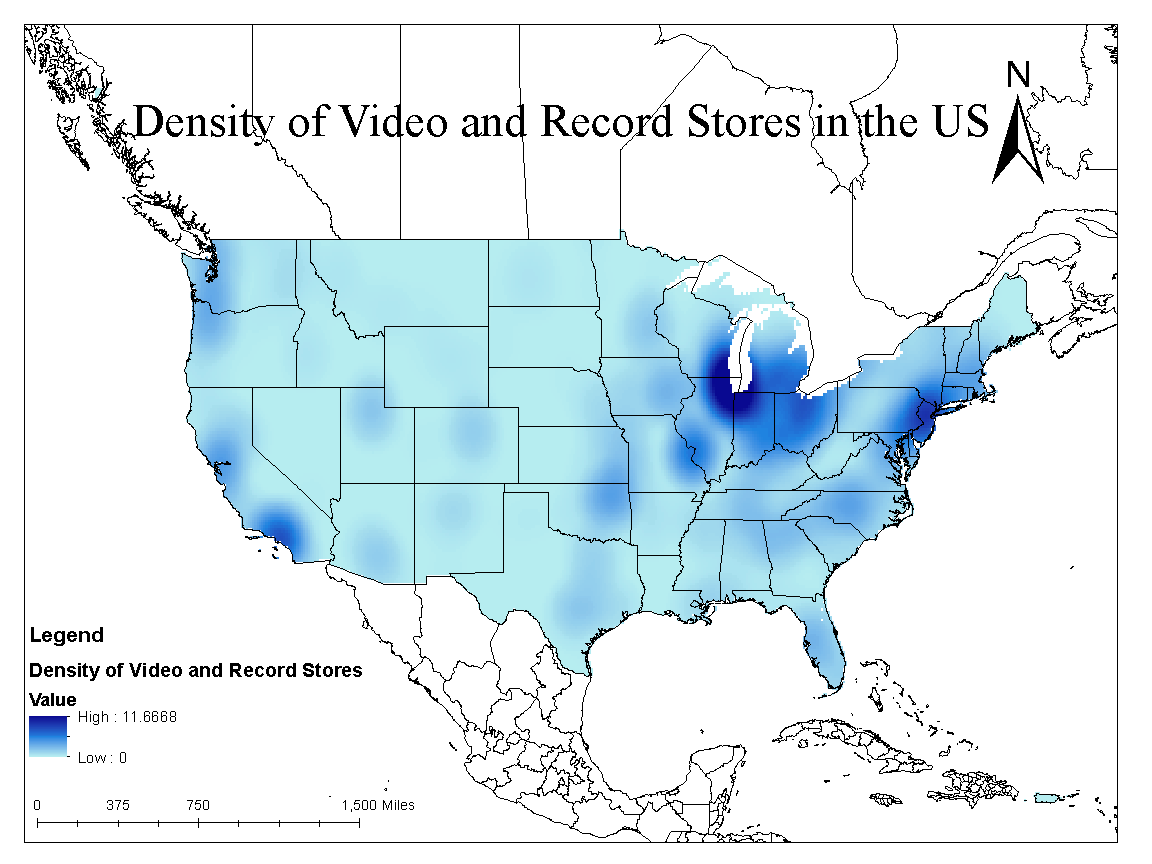 N
Density of Video and Record Stores in the US
Legend
Density of Video and Record Stores
Value
High : 11.6668
Low : 0
0 375 750 1,500 Miles